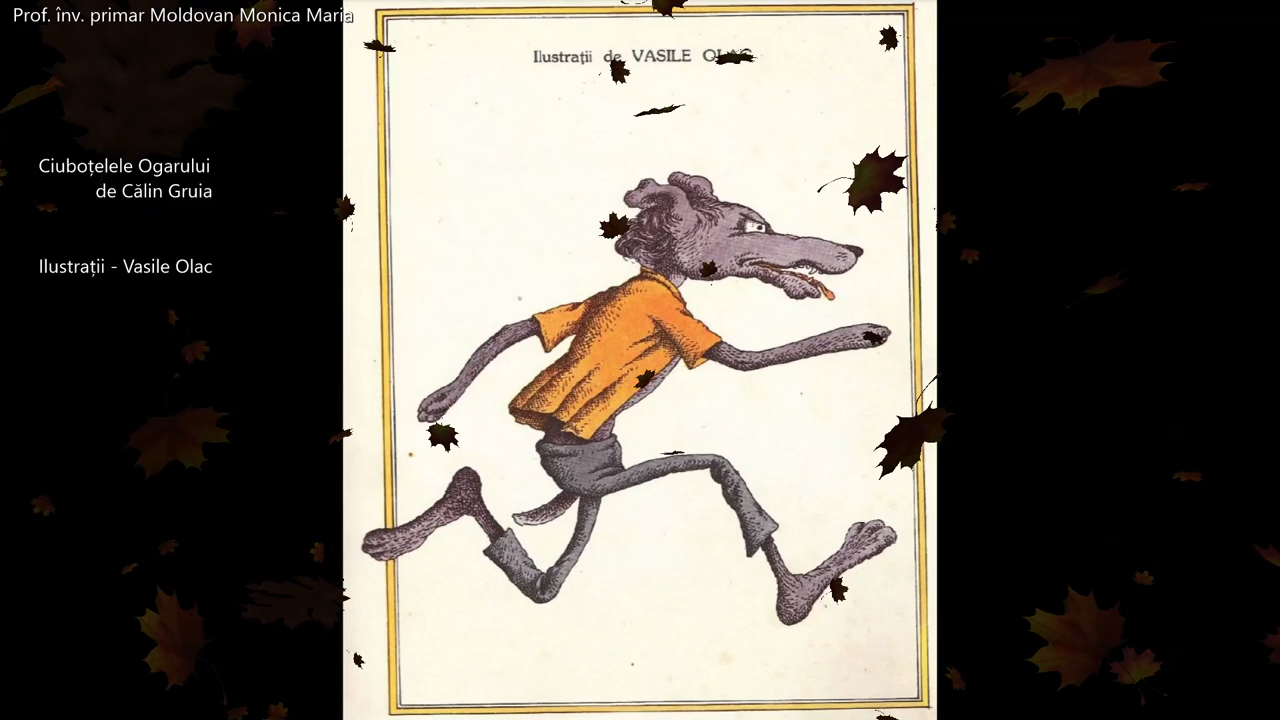 Prof. înv. primar Moldovan Monica Maria
Ilustrații de VASILE OLAC
Ciuboțelele Ogarului
de Călin Gruia
Ilustrații - Vasile Olac